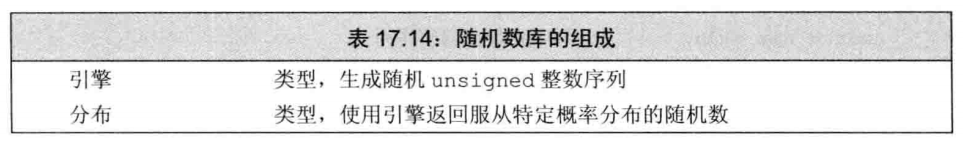 表 17.14：随机数库的组成
引擎 类型，生成随机 unsigned 整数序列
分布 类型，使用引擎返回服从特定概率分布的随机数